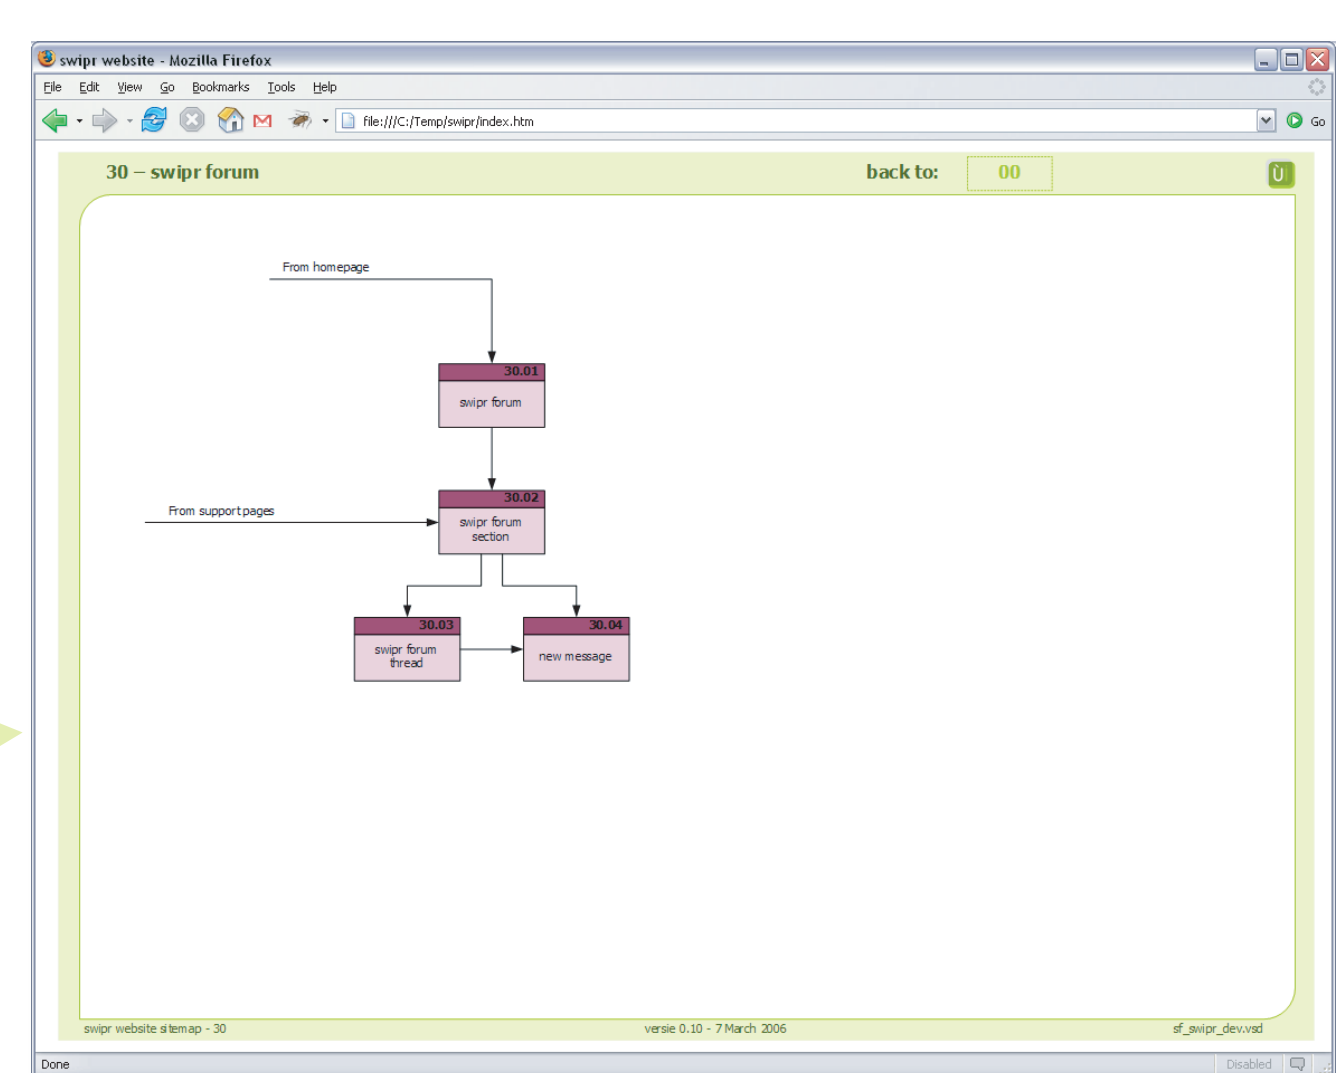 swipr website - Mozilla Firefox
File Edit View Go Bookmarks Tools Help
file:///C:/Temp/swipr/index.htm Go
30 – swipr forum back to: 00 Ù
From homepage
30.01
swipr forum
30.02
From support pages
swipr forum
section
30.03 30.04
swipr forum
thread
new message
swipr website sitemap - 30 versie 0.10 - 7 March 2006 sf_swipr_dev.vsd
Done Disabled